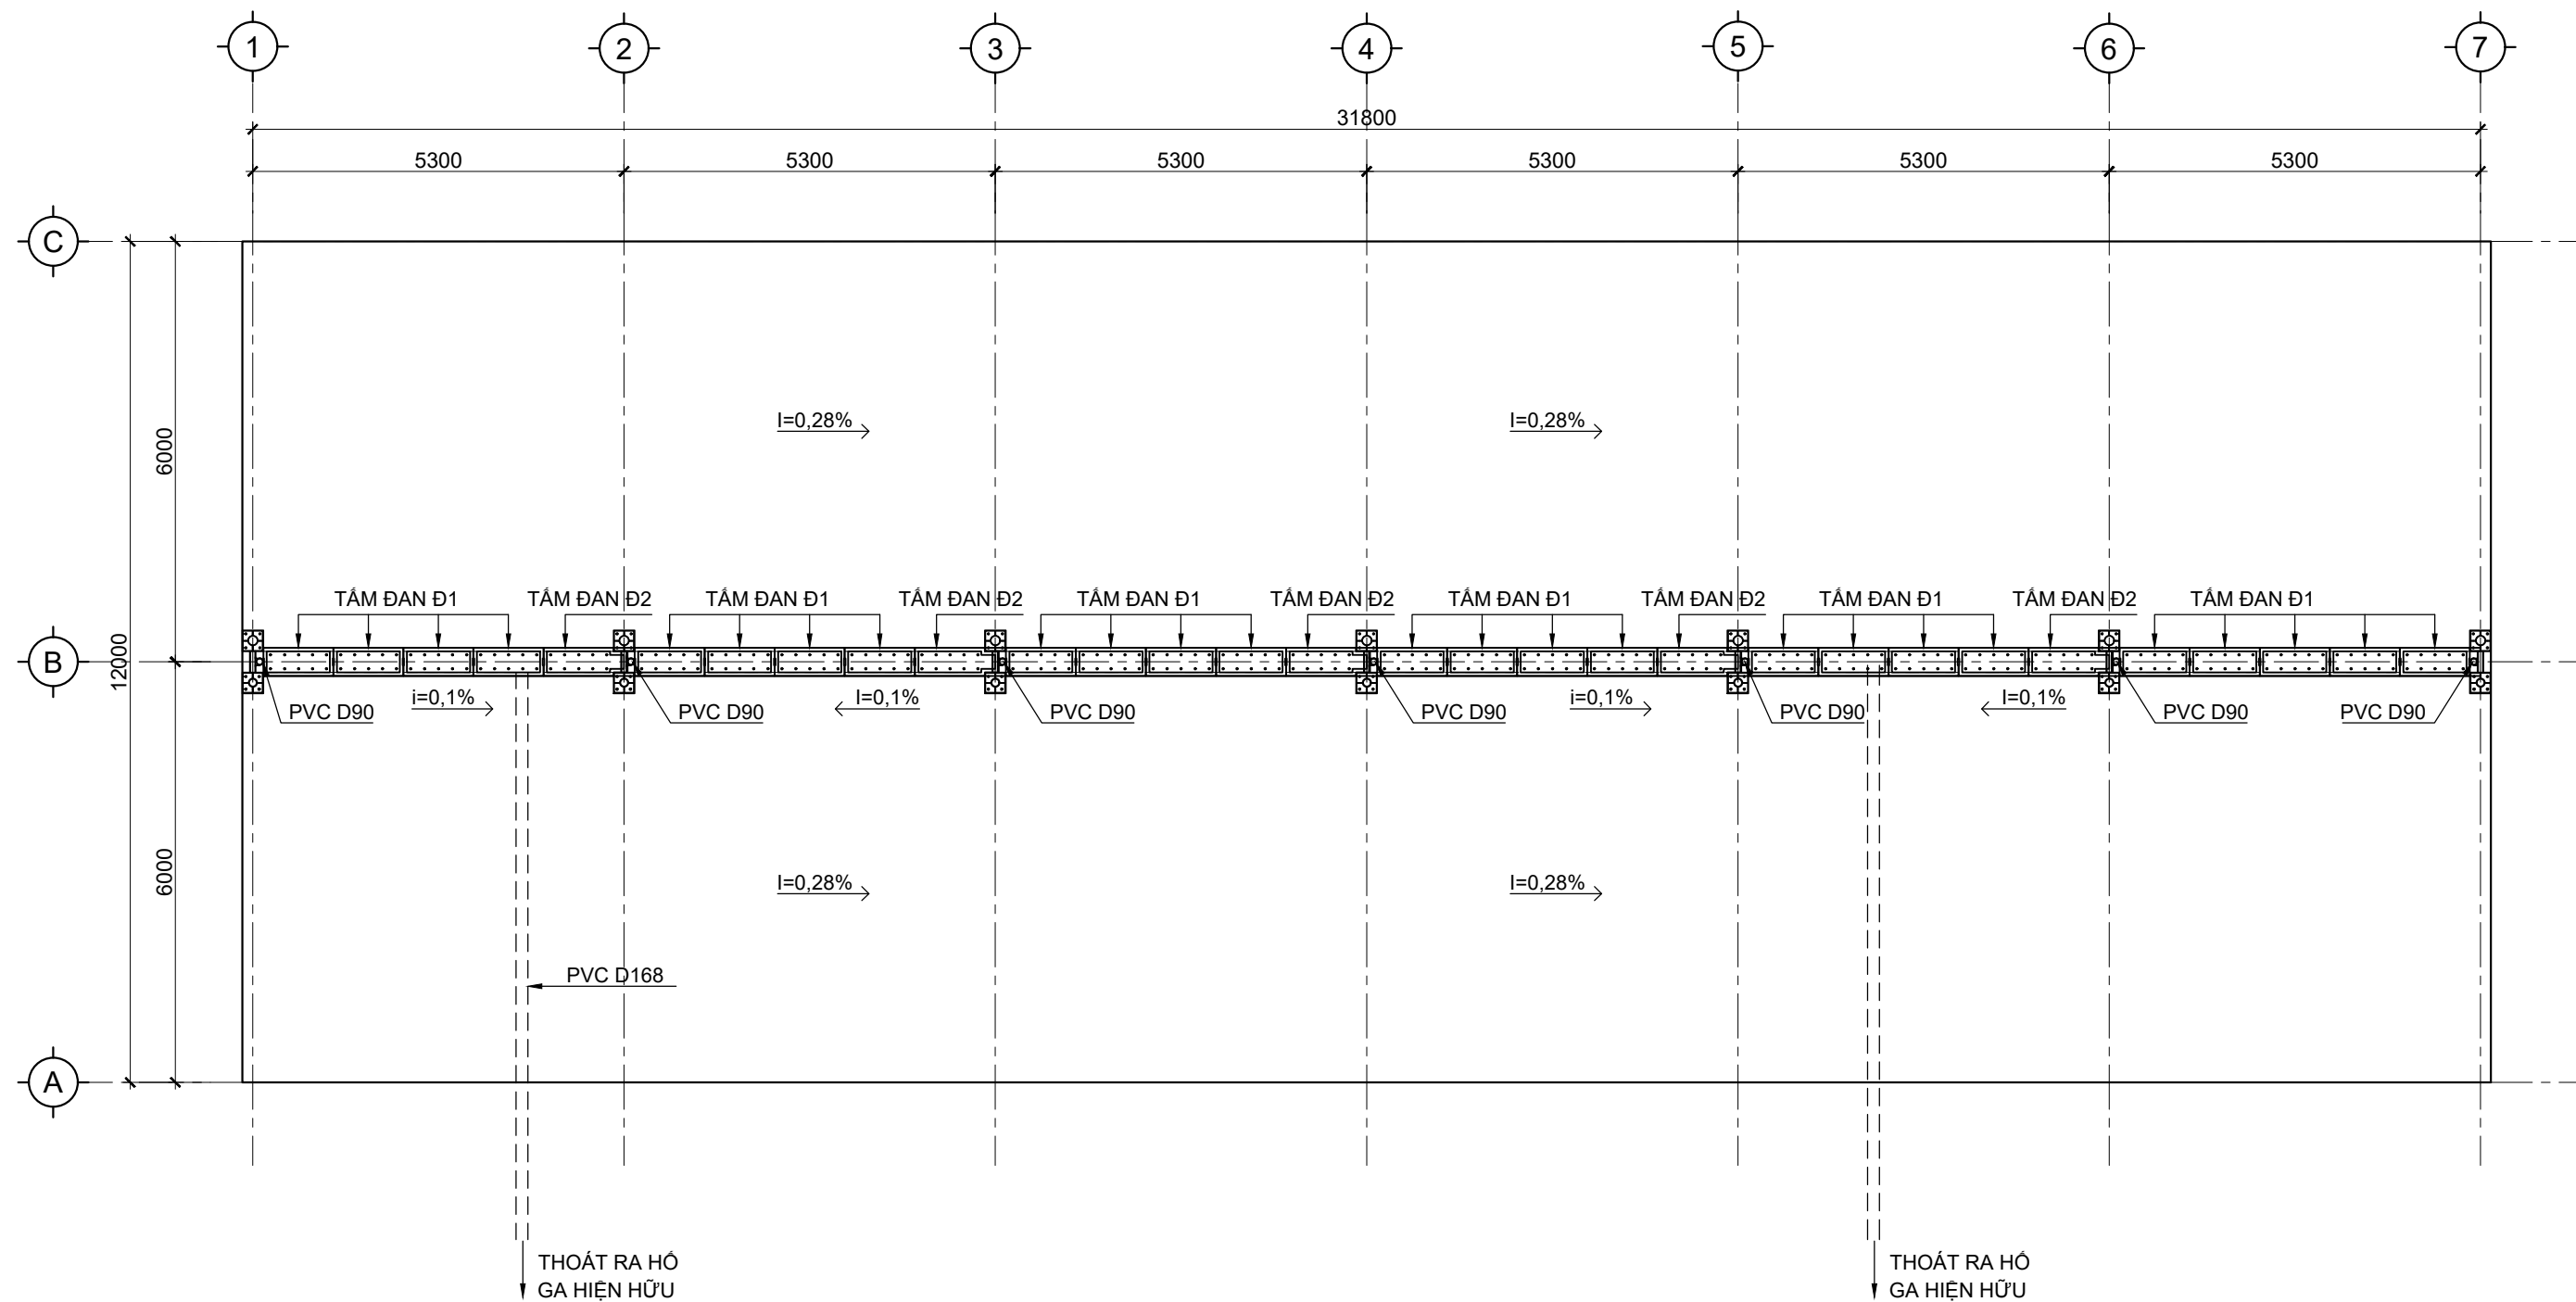 1 2 3 4 5 6 7
31800
5300 5300 5300 5300 5300 5300
C
6000
I=0,28% I=0,28%
TẤM ĐAN Đ1 TẤM ĐAN Đ2 TẤM ĐAN Đ1 TẤM ĐAN Đ2 TẤM ĐAN Đ1 TẤM ĐAN Đ2 TẤM ĐAN Đ1 TẤM ĐAN Đ2 TẤM ĐAN Đ1 TẤM ĐAN Đ2 TẤM ĐAN Đ1
B 12000
i=0,1% I=0,1% i=0,1% I=0,1%
PVC D90 PVC D90 PVC D90 PVC D90 PVC D90 PVC D90 PVC D90
6000
I=0,28% I=0,28%
PVC D168
A
THOÁT RA HỐ THOÁT RA HỐ
GA HIỆN HỮU GA HIỆN HỮU